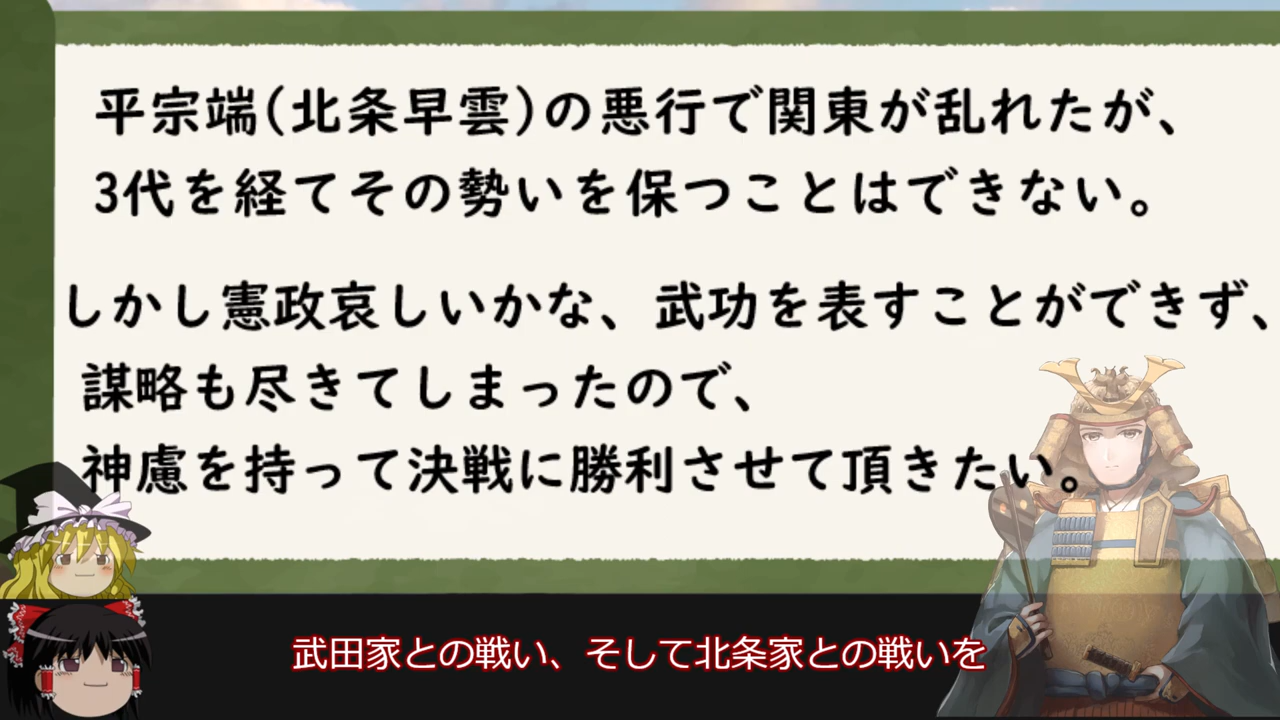 平宗端(北条早雲)の悪行で関東が乱れたが、
3代を経てその勢いを保つことはできない。
しかし憲政哀しいかな、武功を表すことができず、
謀略も尽きてしまったので、
神慮を持って決戦に勝利させて頂きたい。
武田家との戦い、そして北条家との戦いを